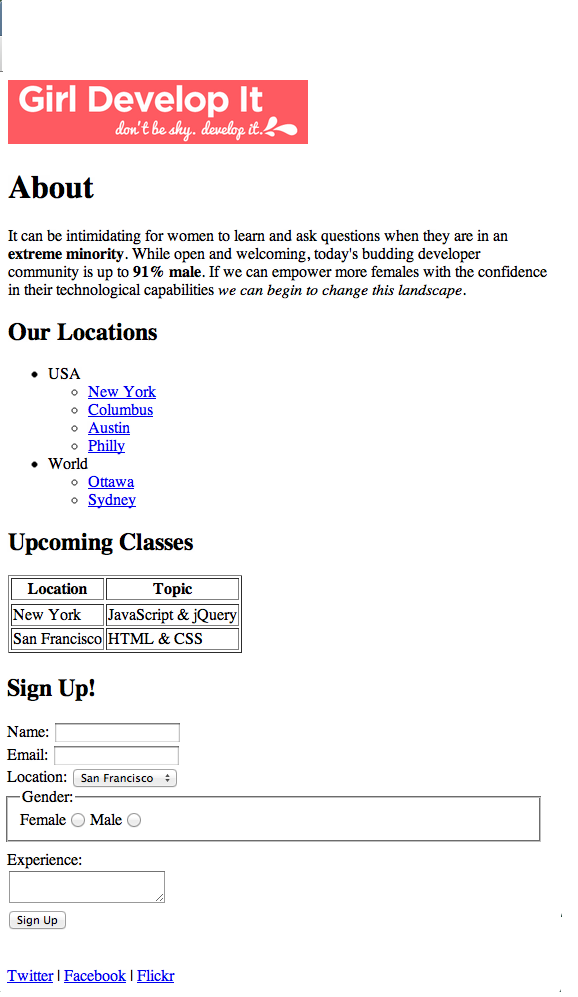 Girl Develop It
don't be shy. develop it.
About
It can be intimidating for women to learn and ask questions when they are in an
extreme minority. While open and welcoming, today's budding developer
community is up to 91% male. If we can empower more females with the confidence
in their technological capabilities we can begin to change this landscape.
Our Locations
USA
New York
Columbus
Austin
Philly
World
Ottawa
Sydney
Upcoming Classes
Location Topic
New York JavaScript & jQuery
San Francisco HTML & CSS
Sign Up!
Name:
Email:
Location: San Francisco
Gender:
Female Male
Experience:
Sign Up
Twitter | Facebook | Flickr